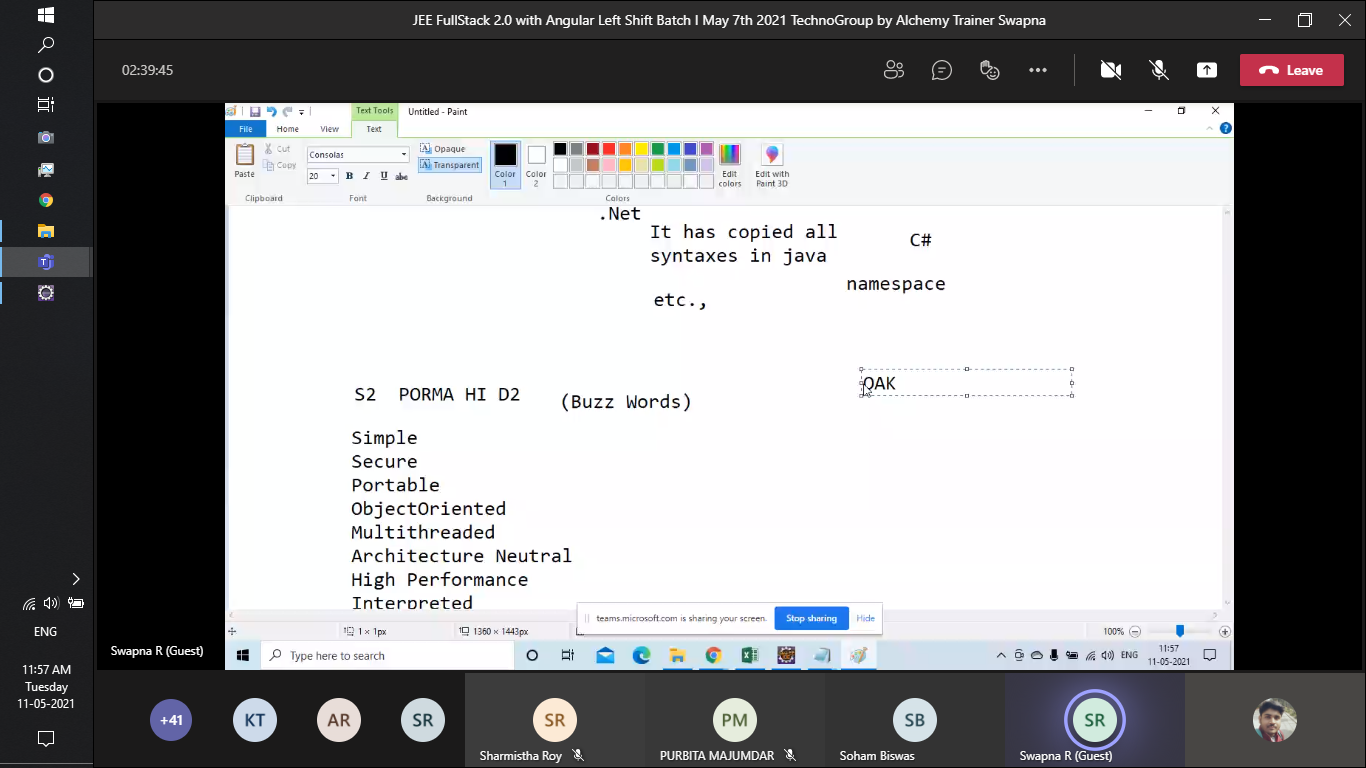 JEE FullStack 2.0 with Angular Left Shift Batch I May 7th 2021 TechnoGroup by Alchemy Trainer Swapna
02:39:45
Leave
Text Tools
Untitled - Paint
File
Home
View
Text
Paste
Cut
Copy
Consolas
20
B
I
U
abc
Opaque
Transparent
Color 1
Color 2
Edit colors
Edit with Paint 3D
Clipboard
Font
Background
Colors
.Net
It has copied all
syntaxes in java
C#
namespace
etc.,
OAK
S2 PORMA HI D2
(Buzz Words)
Simple
Secure
Portable
ObjectOriented
Multithreaded
Architecture Neutral
High Performance
Interpreted
teams.microsoft.com is sharing your screen.
Stop sharing
Hide
1 × 1px
1360 × 1443px
100%
Type here to search
ENG
11:57
11-05-2021
Swapna R (Guest)
ENG
11:57 AM
Tuesday
11-05-2021
+41
KT
AR
SR
SR
Sharmistha Roy
PM
PURBITA MAJUMDAR
SB
Soham Biswas
SR
Swapna R (Guest)